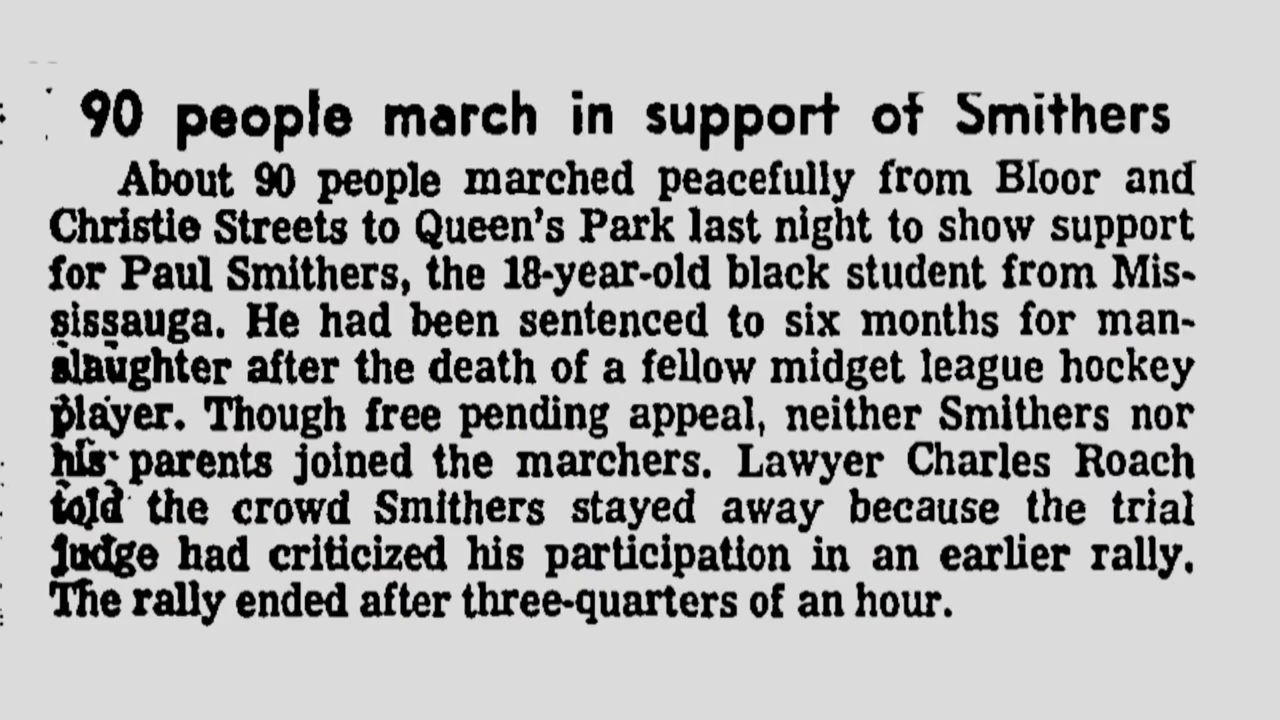 90 people march in support of Smithers
About 90 people marched peacefully from Bloor and
Christie Streets to Queen's Park last night to show support
for Paul Smithers, the 18-year-old black student from Mis-
sissauga. He had been sentenced to six months for man-
slaughter after the death of a fellow midget league hockey
player. Though free pending appeal, neither Smithers nor
his parents joined the marchers. Lawyer Charles Roach
told the crowd Smithers stayed away because the trial
judge had criticized his participation in an earlier rally.
The rally ended after three-quarters of an hour.